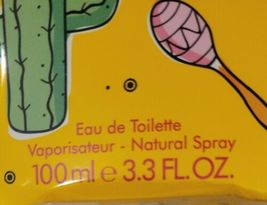 Eau de Toilette
Vaporisateur - Natural Spray
100 ml e 3.3 FL. OZ.